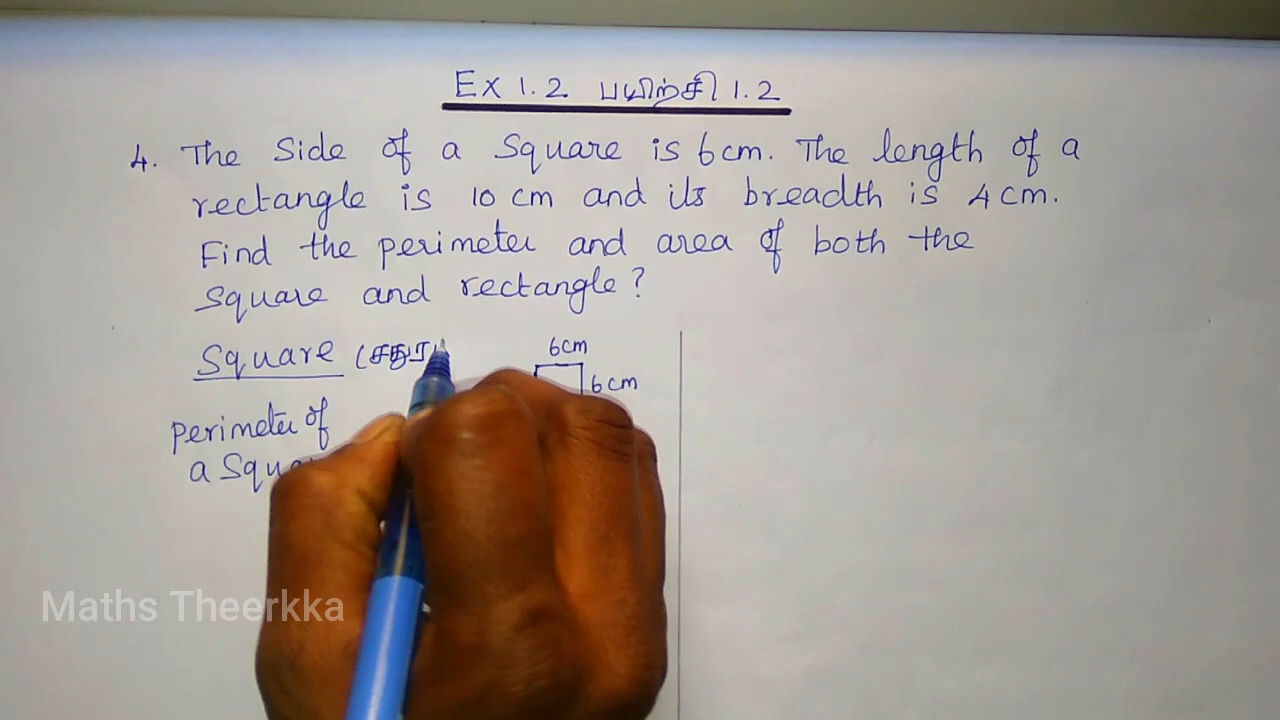 Ex 1.2 பயிற்சி 1.2
4. The Side of a Square is 6cm. The length of a
rectangle is 10 cm and its breadth is 4 cm.
Find the perimeter and area of both the
Square and rectangle?
Square
6cm
6cm
perimeter of
a
Maths Theerkka